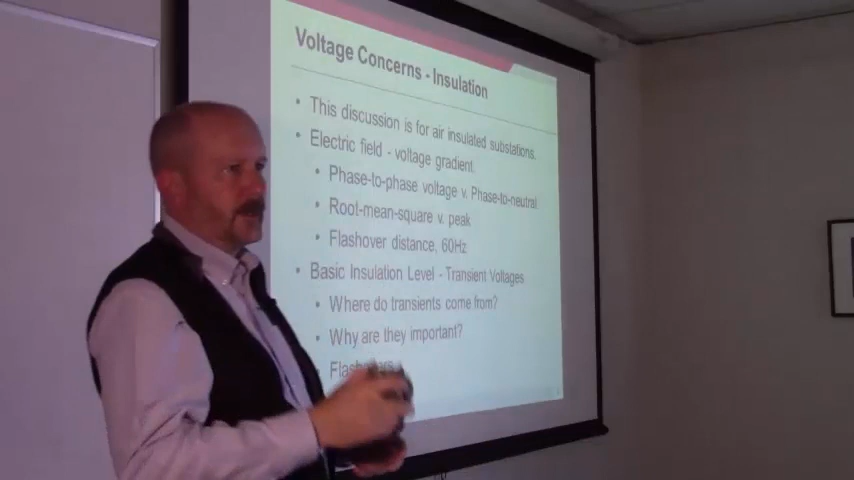 Voltage Concerns - Insulation
• This discussion is for air insulated substations.
• Electric field - voltage gradient
• Phase-to-phase voltage v. Phase-to-neutral
• Root-mean-square v. peak
• Flashover distance, 60Hz
• Basic Insulation Level - Transient Voltages
• Where do transients come from?
• Why are they important?
• Flashovers